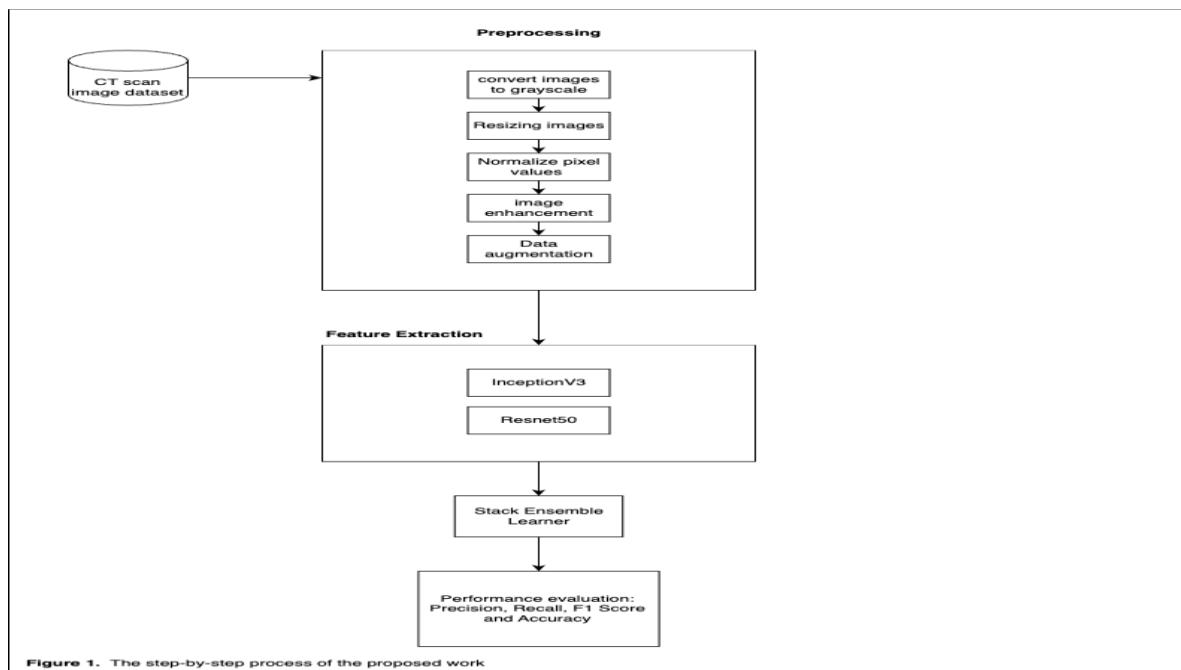 Preprocessing
CT scan
image dataset
convert images
to grayscale
Resizing images
Normalize pixel
values
image
enhancement
Data
augmentation
Feature Extraction
InceptionV3
Resnet50
Stack Ensemble
Learner
Performance evaluation:
Precision, Recall, F1 Score
and Accuracy
Figure 1. The step-by-step process of the proposed work